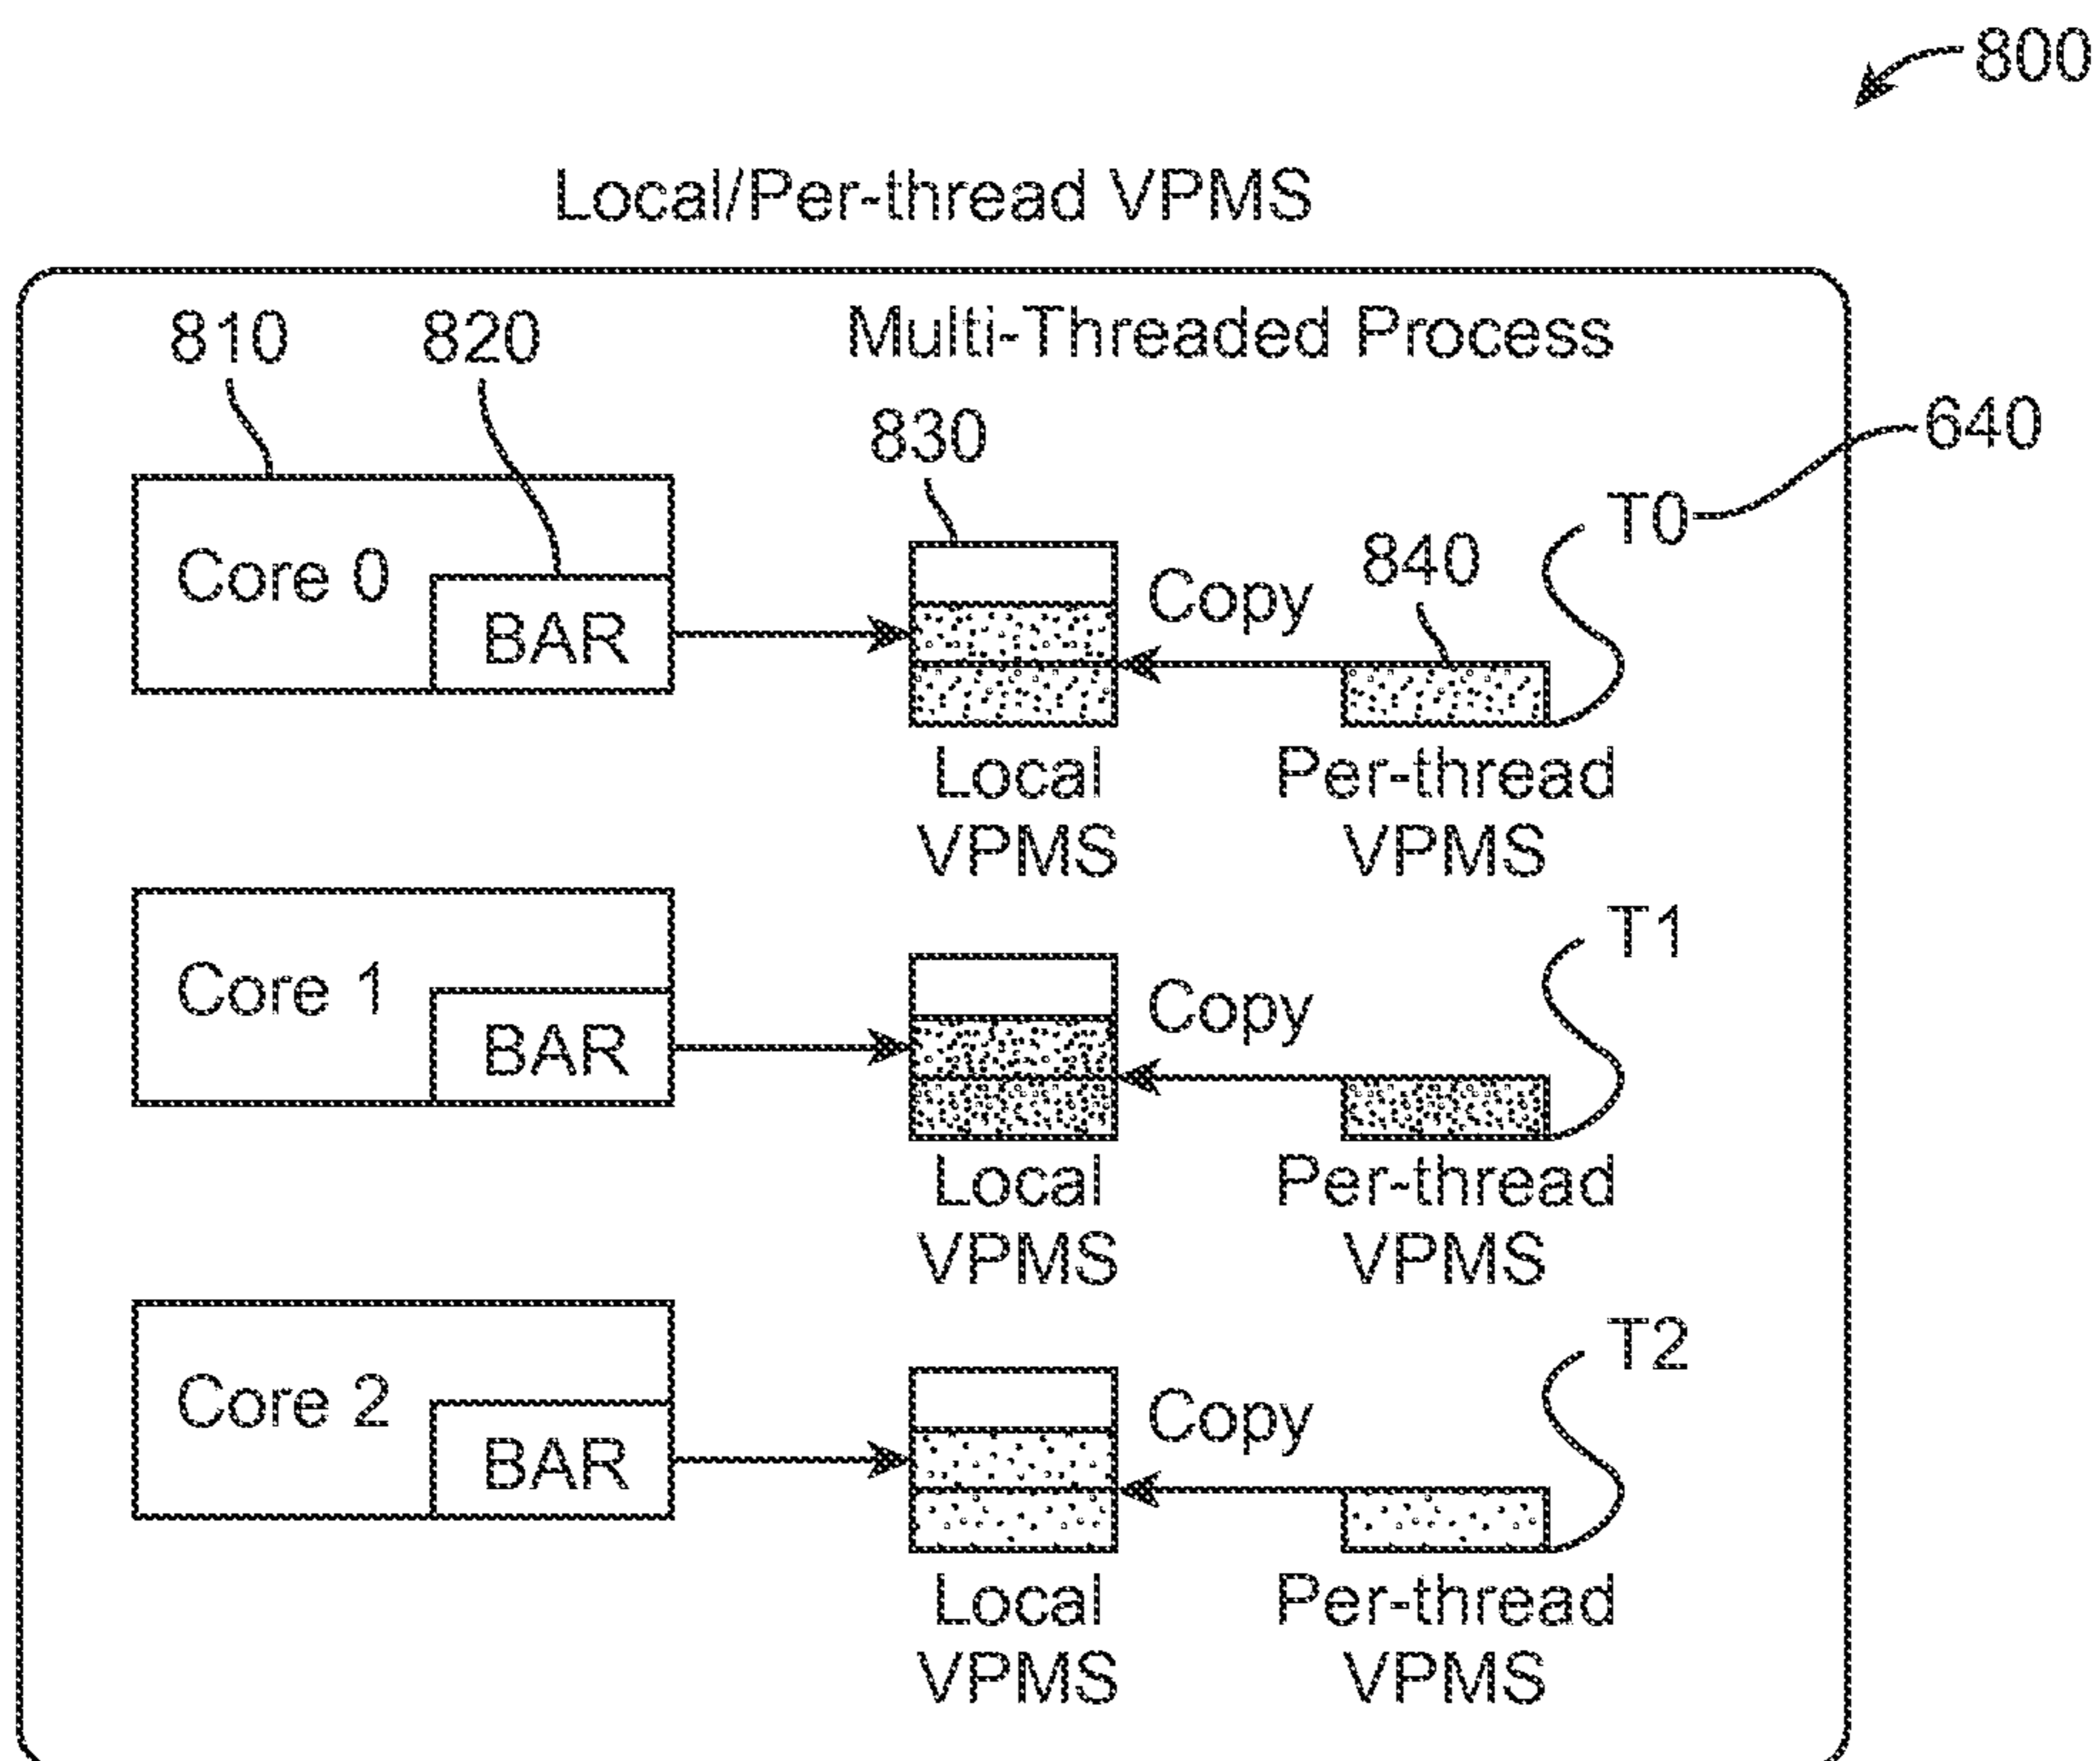 800
Local/Per-thread VPMS
810
820
Multi-Threaded Process
830
640
T0
Core 0
BAR
Copy
840
Local
VPMS
Per-thread
VPMS
T1
Core 1
BAR
Copy
Local
VPMS
Per-thread
VPMS
T2
Core 2
BAR
Copy
Local
VPMS
Per-thread
VPMS